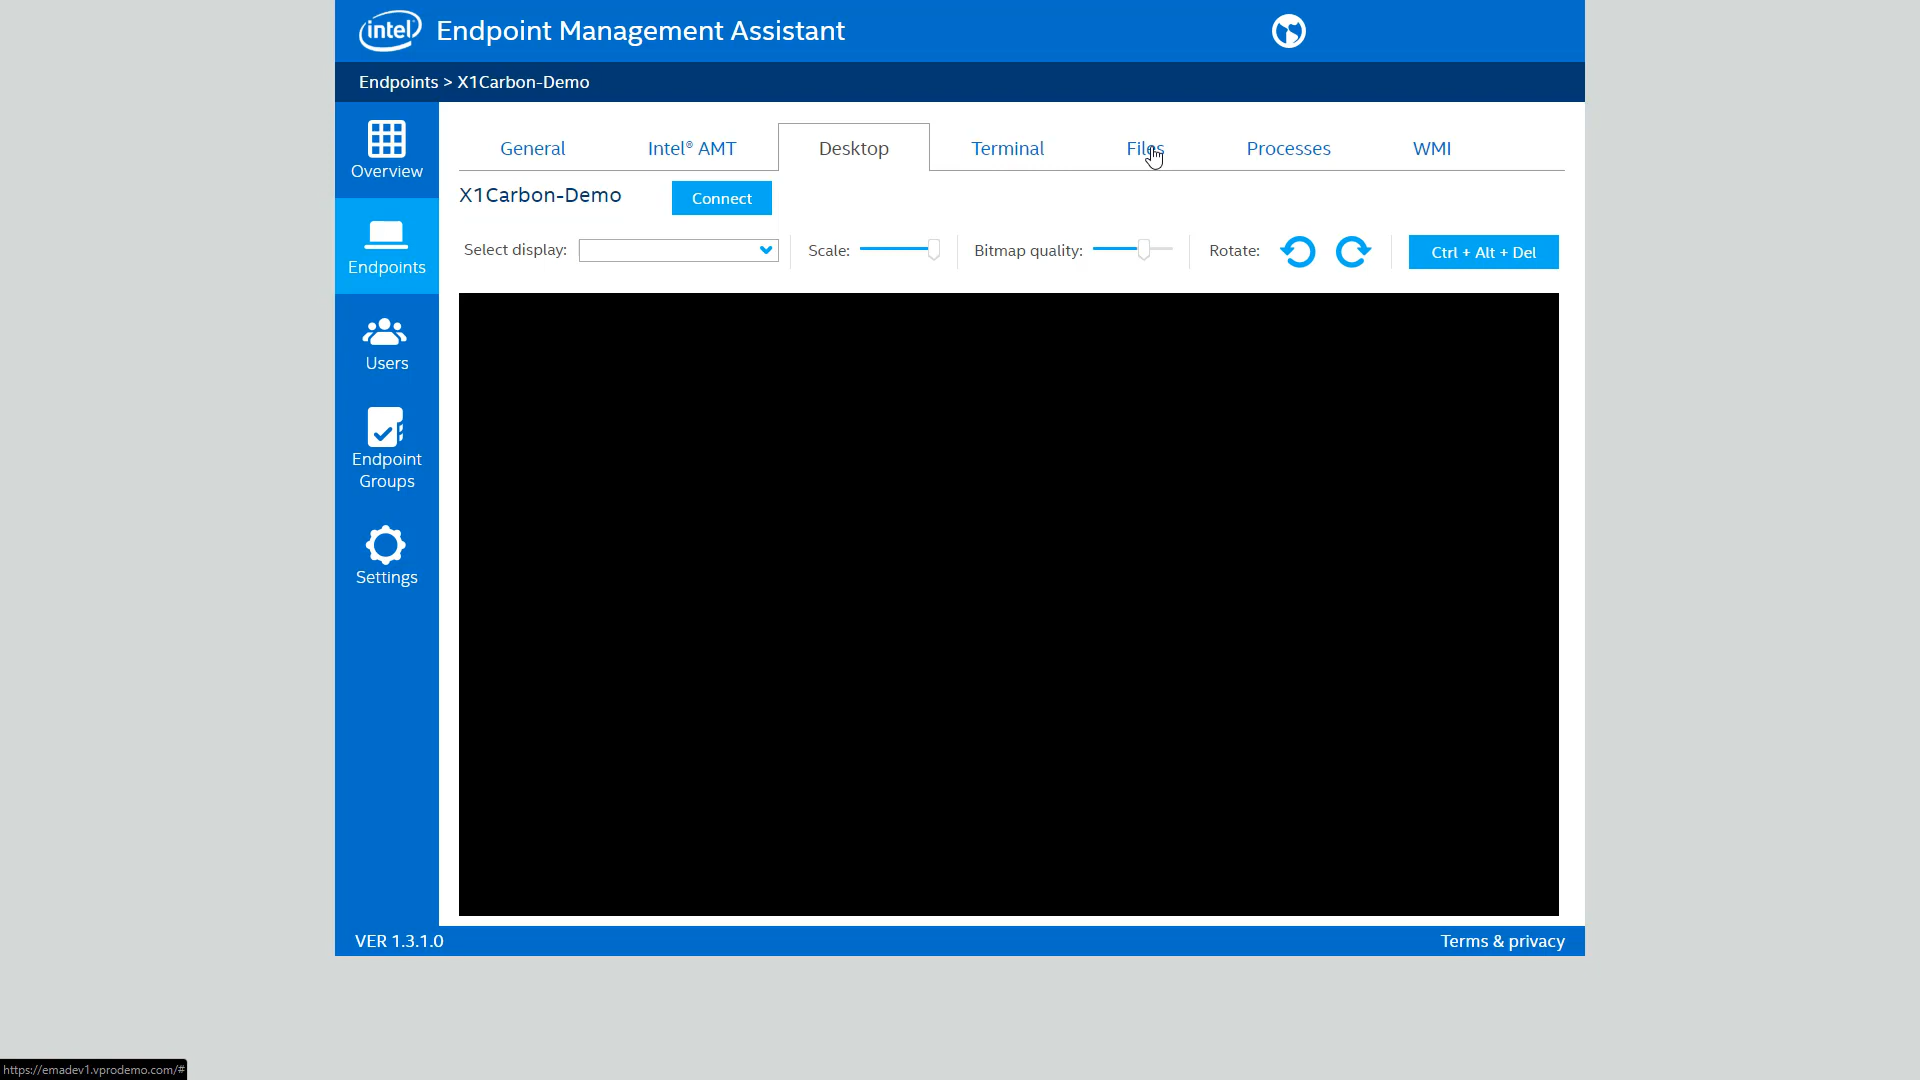 intel Endpoint Management Assistant
Endpoints > X1Carbon-Demo
Overview
Endpoints
Users
Endpoint
Groups
Settings
General Intel® AMT Desktop Terminal Files Processes WMI
X1Carbon-Demo Connect
Select display: Scale: Bitmap quality: Rotate: Ctrl + Alt + Del
VER 1.3.1.0 Terms & privacy
https://emadev1.vprodemo.com/#